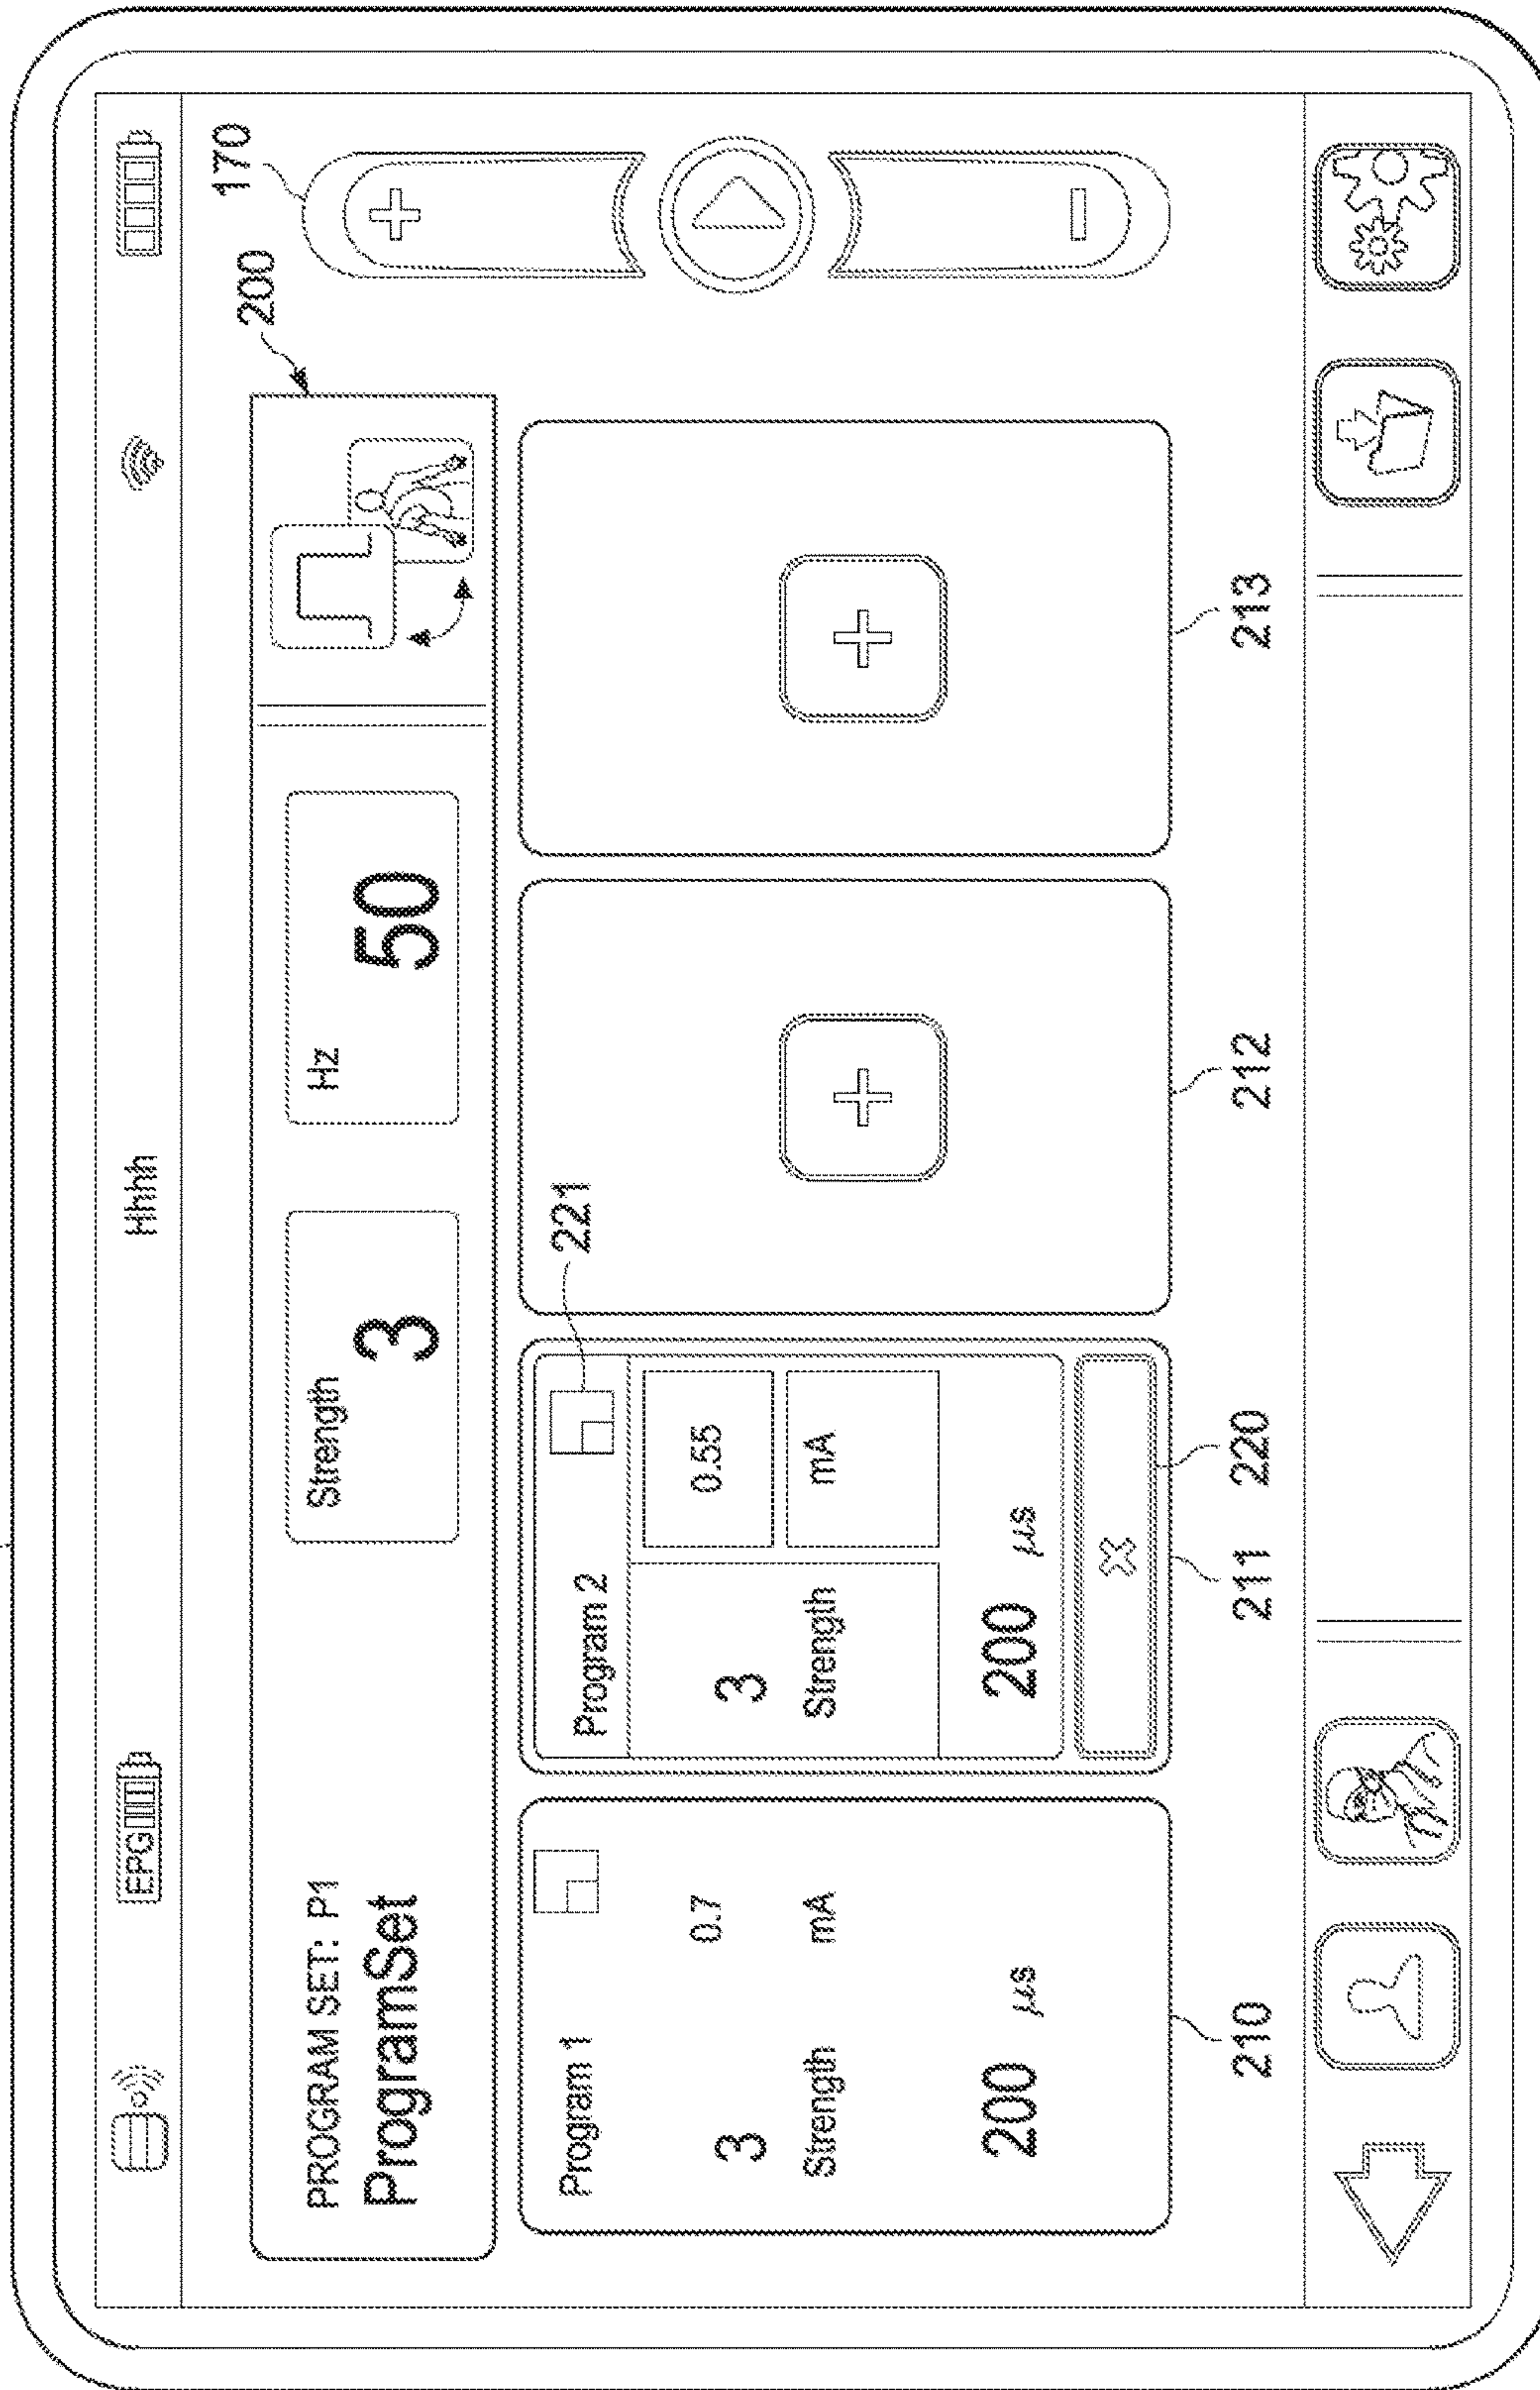 Hhhh
EPG
170
200
PROGRAM SET: P1
ProgramSet
Strength
3
Hz
50
Program 1
3
0.7
Strength
mA
200 μs
210
Program 2
221
3
0.55
Strength
mA
200 μs
×
211
220
+
212
+
213
+
−